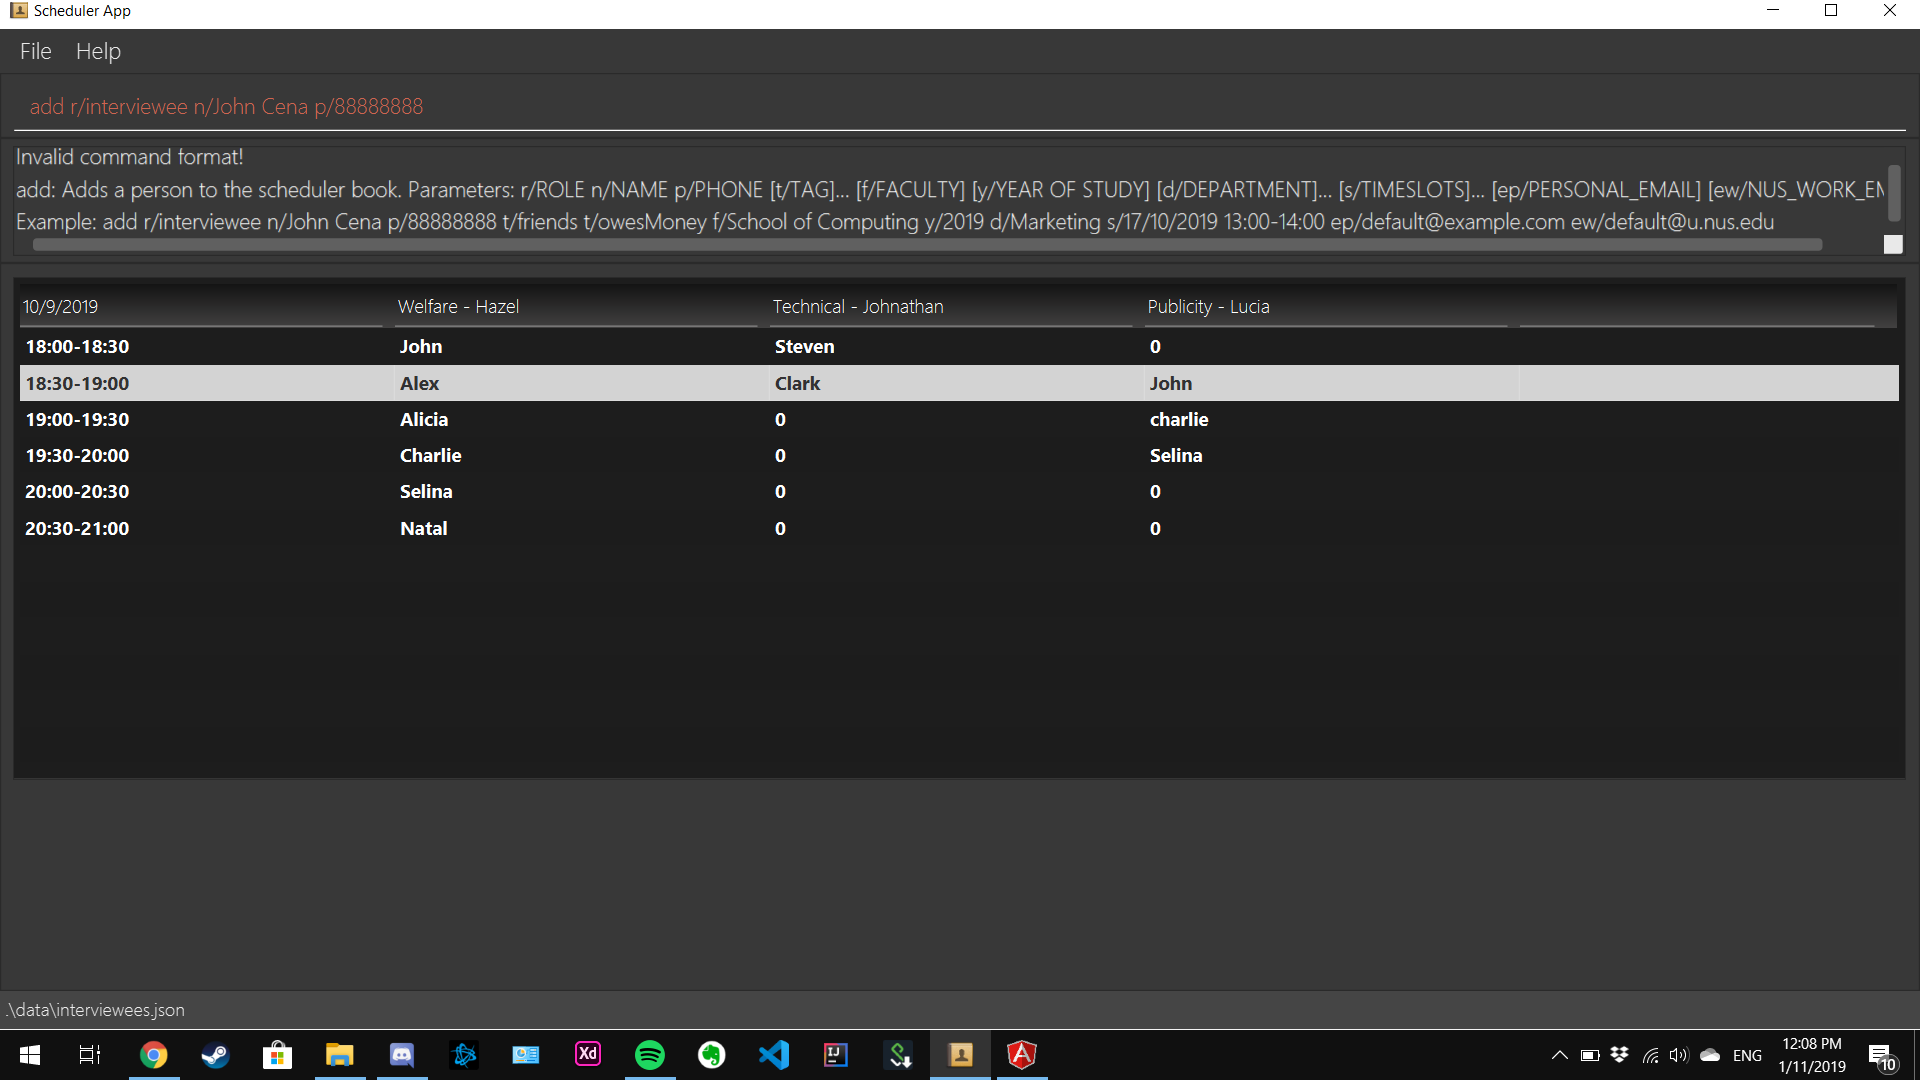 Scheduler App
File Help
add r/interviewee n/John Cena p/88888888
Invalid command format!
add: Adds a person to the scheduler book. Parameters: r/ROLE n/NAME p/PHONE [t/TAG]... [f/FACULTY] [y/YEAR OF STUDY] [d/DEPARTMENT]... [s/TIMESLOTS]... [ep/PERSONAL_EMAIL] [ew/NUS_WORK_EM
Example: add r/interviewee n/John Cena p/88888888 t/friends t/owesMoney f/School of Computing y/2019 d/Marketing s/17/10/2019 13:00-14:00 ep/default@example.com ew/default@u.nus.edu
10/9/2019 Welfare - Hazel Technical - Johnathan Publicity - Lucia
18:00-18:30 John Steven 0
18:30-19:00 Alex Clark John
19:00-19:30 Alicia 0 charlie
19:30-20:00 Charlie 0 Selina
20:00-20:30 Selina 0 0
20:30-21:00 Natal 0 0
.\data\interviewees.json
Xd IJ ENG 12:08 PM
1/11/2019 10